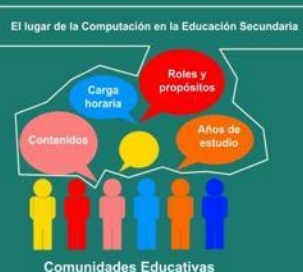 El lugar de la Computación en la Educación Secundaria
Roles y
propósitos
Carga
horaria
Contenidos
Años de
estudio
Comunidades Educativas